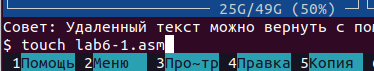 25G/49G (50%)
Совет: Удаленный текст можно вернуть с по
$ touch lab6-1.asm
1Помощь 2Меню 3Про~тр 4Правка 5Копия